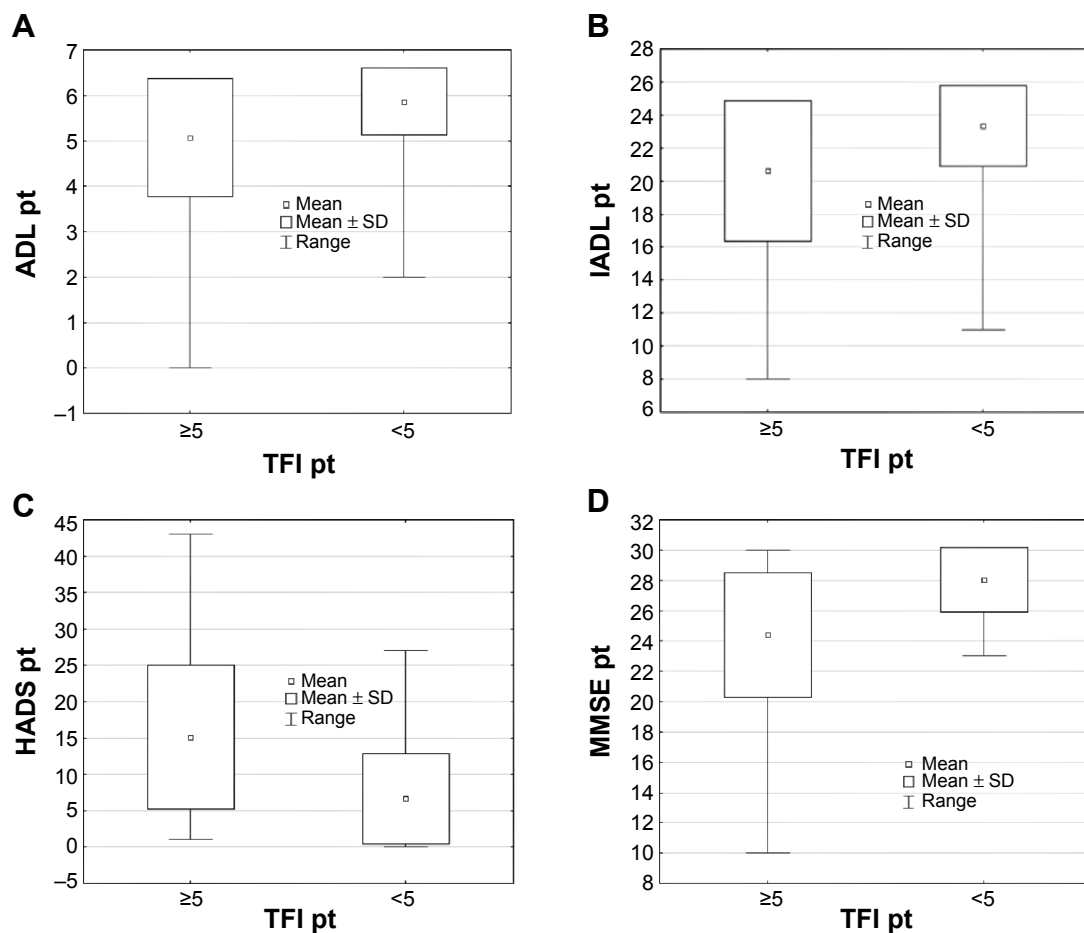 A
7
6
5
4
3
2
1
0
–1
ADL pt
Mean
Mean ± SD
Range
≥5
<5
TFI pt
B
28
26
24
22
20
18
16
14
12
10
8
6
IADL pt
Mean
Mean ± SD
Range
≥5
<5
TFI pt
C
45
40
35
30
25
20
15
10
5
0
–5
HADS pt
Mean
Mean ± SD
Range
≥5
<5
TFI pt
D
32
30
28
26
24
22
20
18
16
14
12
10
8
MMSE pt
Mean
Mean ± SD
Range
≥5
<5
TFI pt